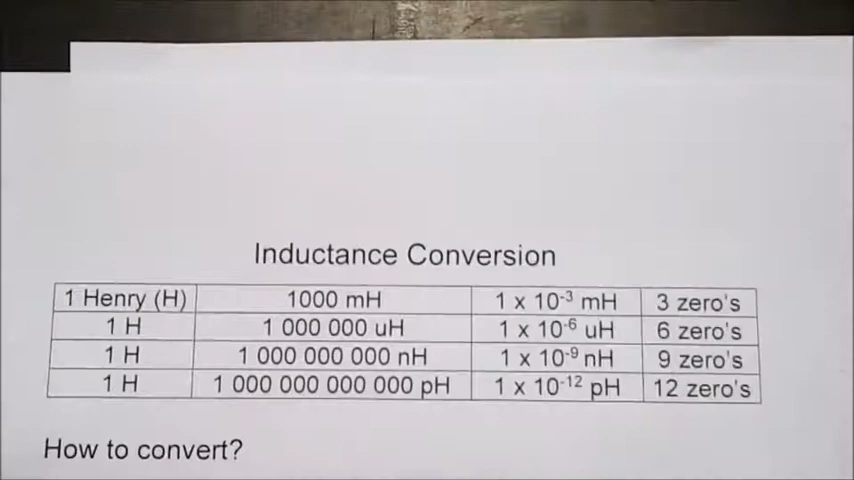 Inductance Conversion
1 Henry (H) 1000 mH 1 x 10⁻³ mH 3 zero's
1 H 1 000 000 uH 1 x 10⁻⁶ uH 6 zero's
1 H 1 000 000 000 nH 1 x 10⁻⁹ nH 9 zero's
1 H 1 000 000 000 000 pH 1 x 10⁻¹² pH 12 zero's
How to convert?